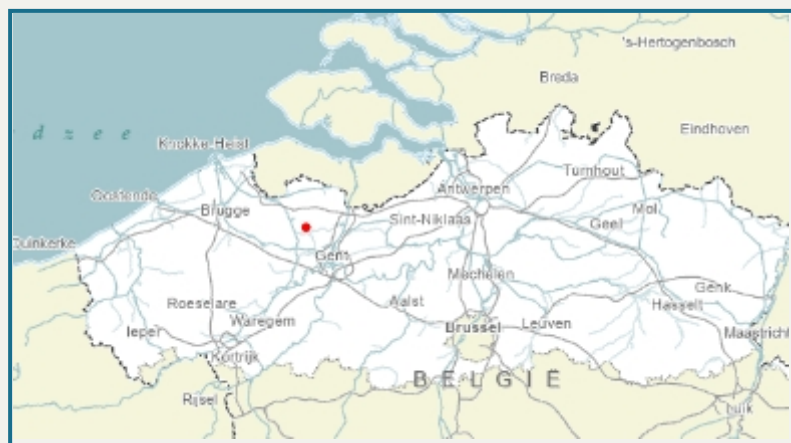 's-Hertogenbosch
Breda
dzee
Eindhoven
Knokke-Heist
Turnhout
Antwerpen
Oostende
Mol
Brugge
Sint-Niklaas
Geel
Duinkerke
Gent
Mechelen
Genk
Roeselare
Aalst
Hasselt
Waregem
Brussel
Leuven
Ieper
Maastricht
Kortrijk
BELGIË
Rijsel
Luik